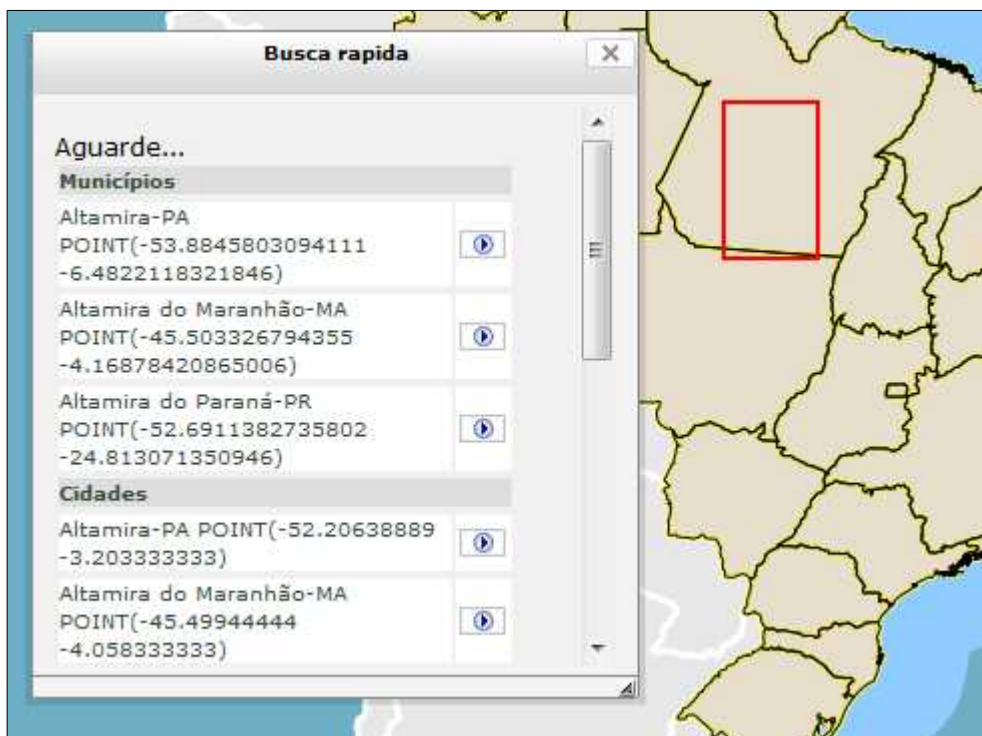 Busca rapida
Aguarde...
Municípios
Altamira-PA
POINT(-53.8845803094111
-6.4822118321846)
Altamira do Maranhão-MA
POINT(-45.503326794355
-4.16878420865006)
Altamira do Paraná-PR
POINT(-52.6911382735802
-24.813071350946)
Cidades
Altamira-PA POINT(-52.20638889
-3.203333333)
Altamira do Maranhão-MA
POINT(-45.49944444
-4.058333333)